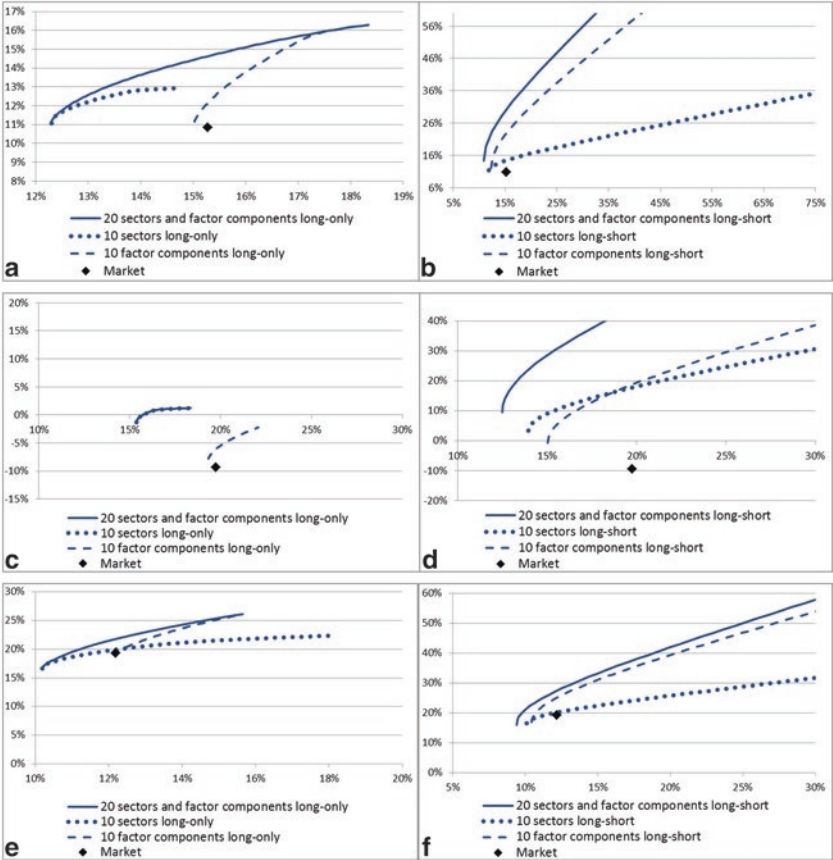 17%
16%
15%
14%
13%
12%
11%
10%
9%
8%
12% 13% 14% 15% 16% 17% 18% 19%
20 sectors and factor components long-only
10 sectors long-only
10 factor components long-only
Market
a
56%
46%
36%
26%
16%
6%
5% 15% 25% 35% 45% 55% 65% 75%
20 sectors and factor components long-short
10 sectors long-short
10 factor components long-short
Market
b
20%
15%
10%
5%
0%
10% 15% 20% 25% 30%
-5%
-10%
-15%
20 sectors and factor components long-only
10 sectors long-only
10 factor components long-only
Market
c
40%
30%
20%
10%
0%
10% 15% 20% 25% 30%
-10%
-20%
20 sectors and factor components long-short
10 sectors long-short
10 factor components long-short
Market
d
30%
25%
20%
15%
10%
5%
0%
10% 12% 14% 16% 18% 20%
20 sectors and factor components long-only
10 sectors long-only
10 factor components long-only
Market
e
60%
50%
40%
30%
20%
10%
0%
5% 10% 15% 20% 25% 30%
20 sectors and factor components long-short
10 sectors long-short
10 factor components long-short
Market
f